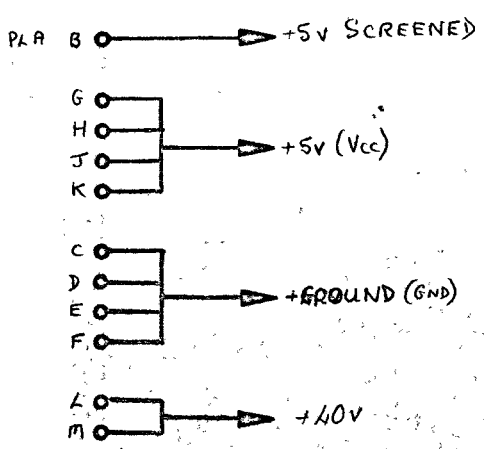 PLA B +5v SCREENED
G
H
J
K
+5v (Vcc)
C
D
E
F
+GROUND (GND)
L
M
+40v